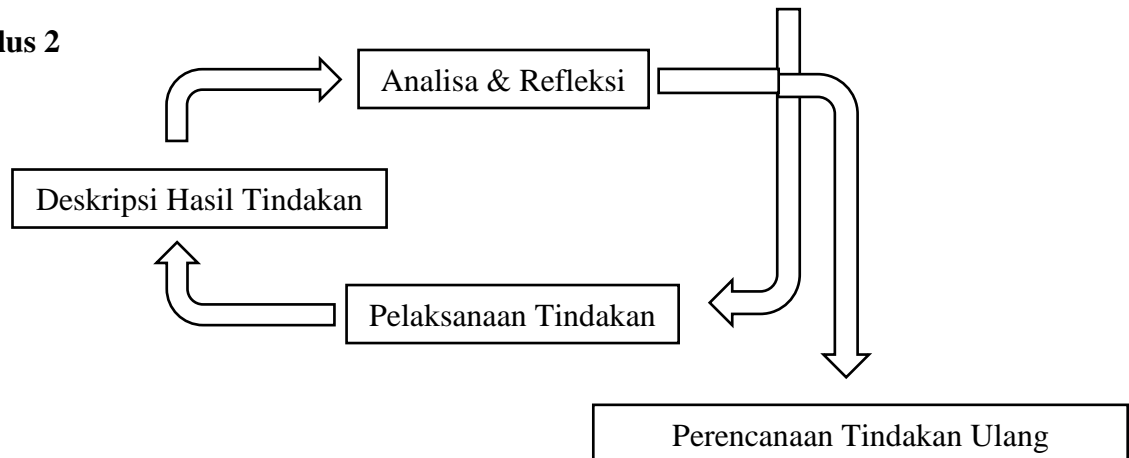 lus 2
Analisa & Refleksi
Deskripsi Hasil Tindakan
Pelaksanaan Tindakan
Perencanaan Tindakan Ulang